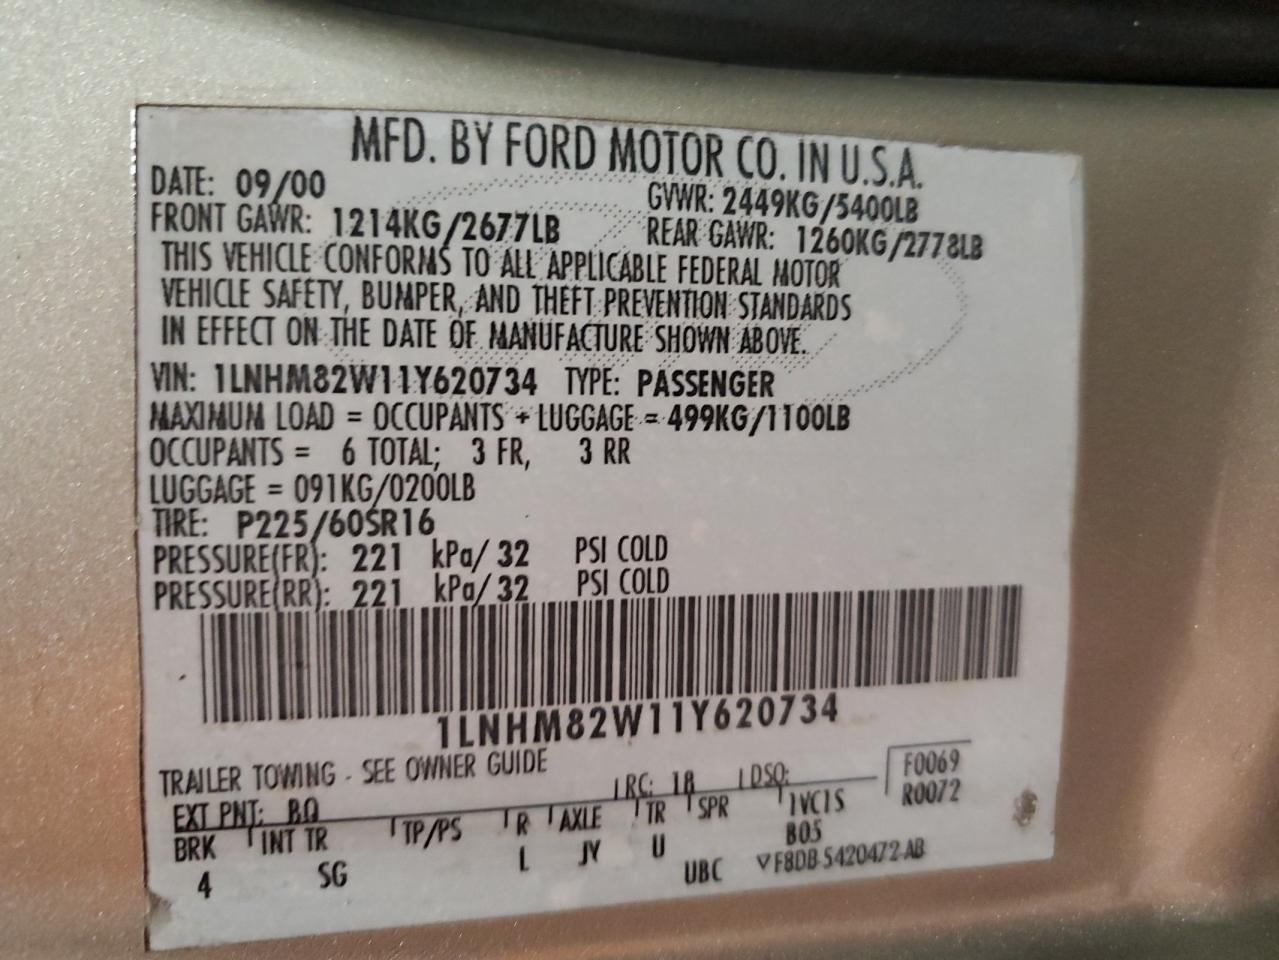 MFD. BY FORD MOTOR CO. IN U.S.A.
DATE: 09/00 GVWR: 2449KG/5400LB
FRONT GAWR: 1214KG/2677LB REAR GAWR: 1260KG/2778LB
THIS VEHICLE CONFORMS TO ALL APPLICABLE FEDERAL MOTOR
VEHICLE SAFETY, BUMPER, AND THEFT PREVENTION STANDARDS
IN EFFECT ON THE DATE OF MANUFACTURE SHOWN ABOVE.
VIN: 1LNHM82W11Y620734 TYPE: PASSENGER
MAXIMUM LOAD = OCCUPANTS + LUGGAGE = 499KG/1100LB
OCCUPANTS = 6 TOTAL; 3 FR, 3 RR
LUGGAGE = 091KG/0200LB
TIRE: P225/60SR16
PRESSURE(FR): 221 kPa/ 32 PSI COLD
PRESSURE(RR): 221 kPa/ 32 PSI COLD
1LNHM82W11Y620734
TRAILER TOWING - SEE OWNER GUIDE
EXT PNT: BQ RC: 18 DSO: F0069
R0072
BRK INT TR TP/PS R AXLE TR SPR IVCIS
4 SG L JY U B05
UBC ▽F8DB-5420472-AB